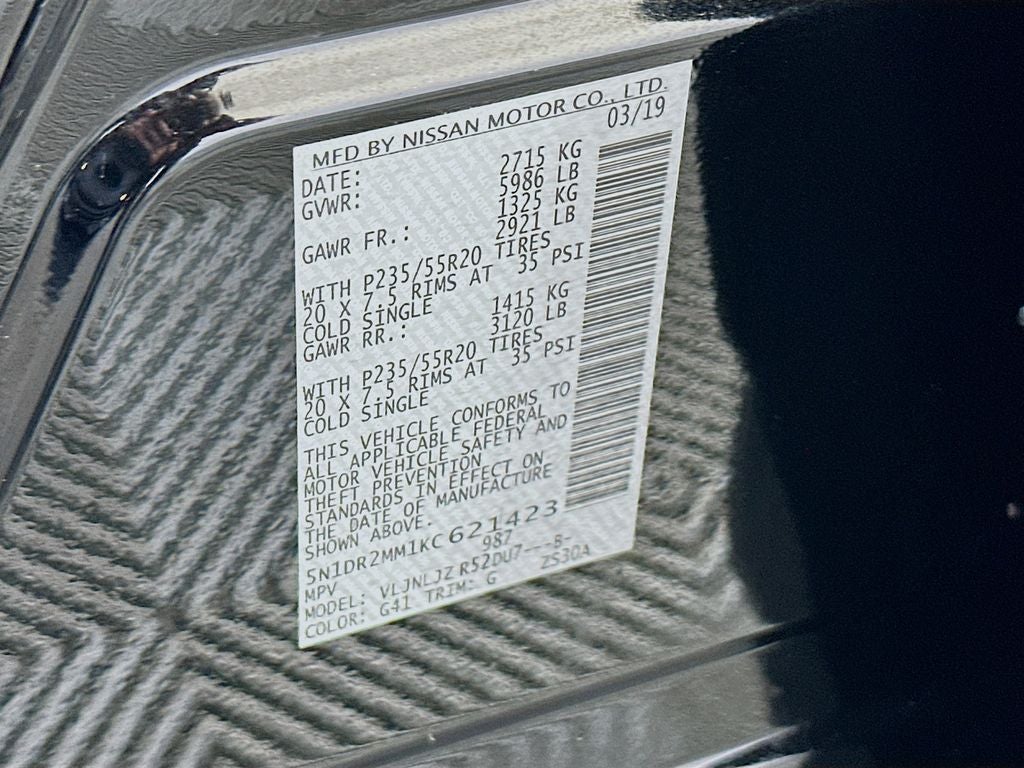 MFD BY NISSAN MOTOR CO., LTD.
DATE: 03/19
GVWR: 2715 KG
5986 LB
GAWR FR.: 1325 KG
2921 LB
WITH P235/55R20 TIRES
20 X 7.5 RIMS AT 35 PSI
COLD SINGLE
GAWR RR.: 1415 KG
3120 LB
WITH P235/55R20 TIRES
20 X 7.5 RIMS AT 35 PSI
COLD SINGLE
THIS VEHICLE CONFORMS TO
ALL APPLICABLE FEDERAL
MOTOR VEHICLE SAFETY AND
THEFT PREVENTION
STANDARDS IN EFFECT ON
THE DATE OF MANUFACTURE
SHOWN ABOVE.
5N1DR2MM1KC621423
MPV 987
MODEL: VLJNLJZ R52DU7---B-
COLOR: G41 TRIM: G ZS30A